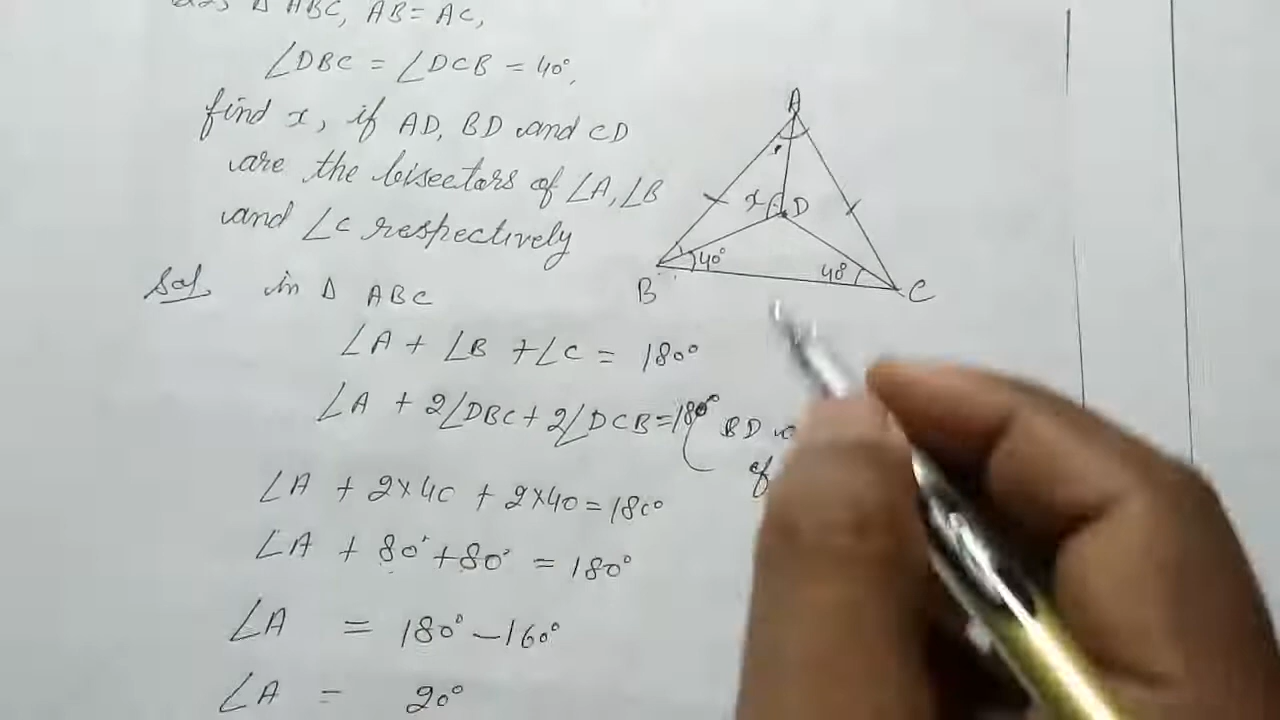 Δ ABC, AB = AC,
∠DBC = ∠DCB = 40°,
find x, if AD, BD and CD
are the bisectors of ∠A, ∠B
and ∠C respectively
A
x D
40° 40
B C
Sol. in Δ ABC
∠A + ∠B + ∠C = 180°
∠A + 2∠DBC + 2∠DCB = 180°
BD
of
∠A + 2×40 + 2×40 = 180°
∠A + 80° + 80° = 180°
∠A = 180° - 160°
∠A = 20°